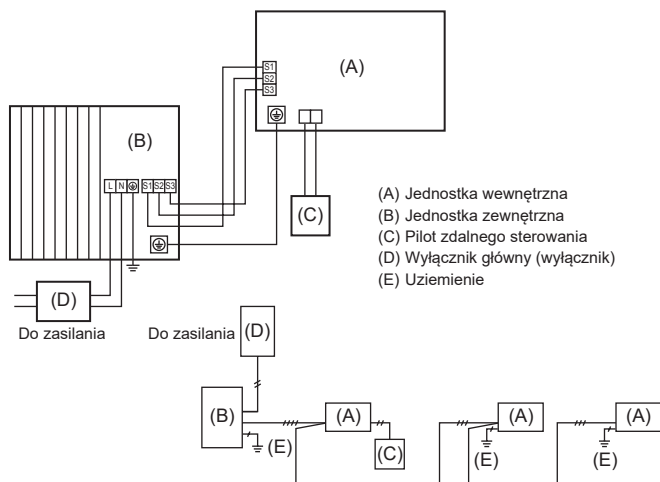 (A)
S1
S2
S3
(B)
L N S1 S2 S3
(C)
(A) Jednostka wewnętrzna
(B) Jednostka zewnętrzna
(C) Pilot zdalnego sterowania
(D) Wyłącznik główny (wyłącznik)
(E) Uziemienie
(D)
Do zasilania
Do zasilania (D)
(B) (A) (A) (A)
(E) (C) (E) (E)